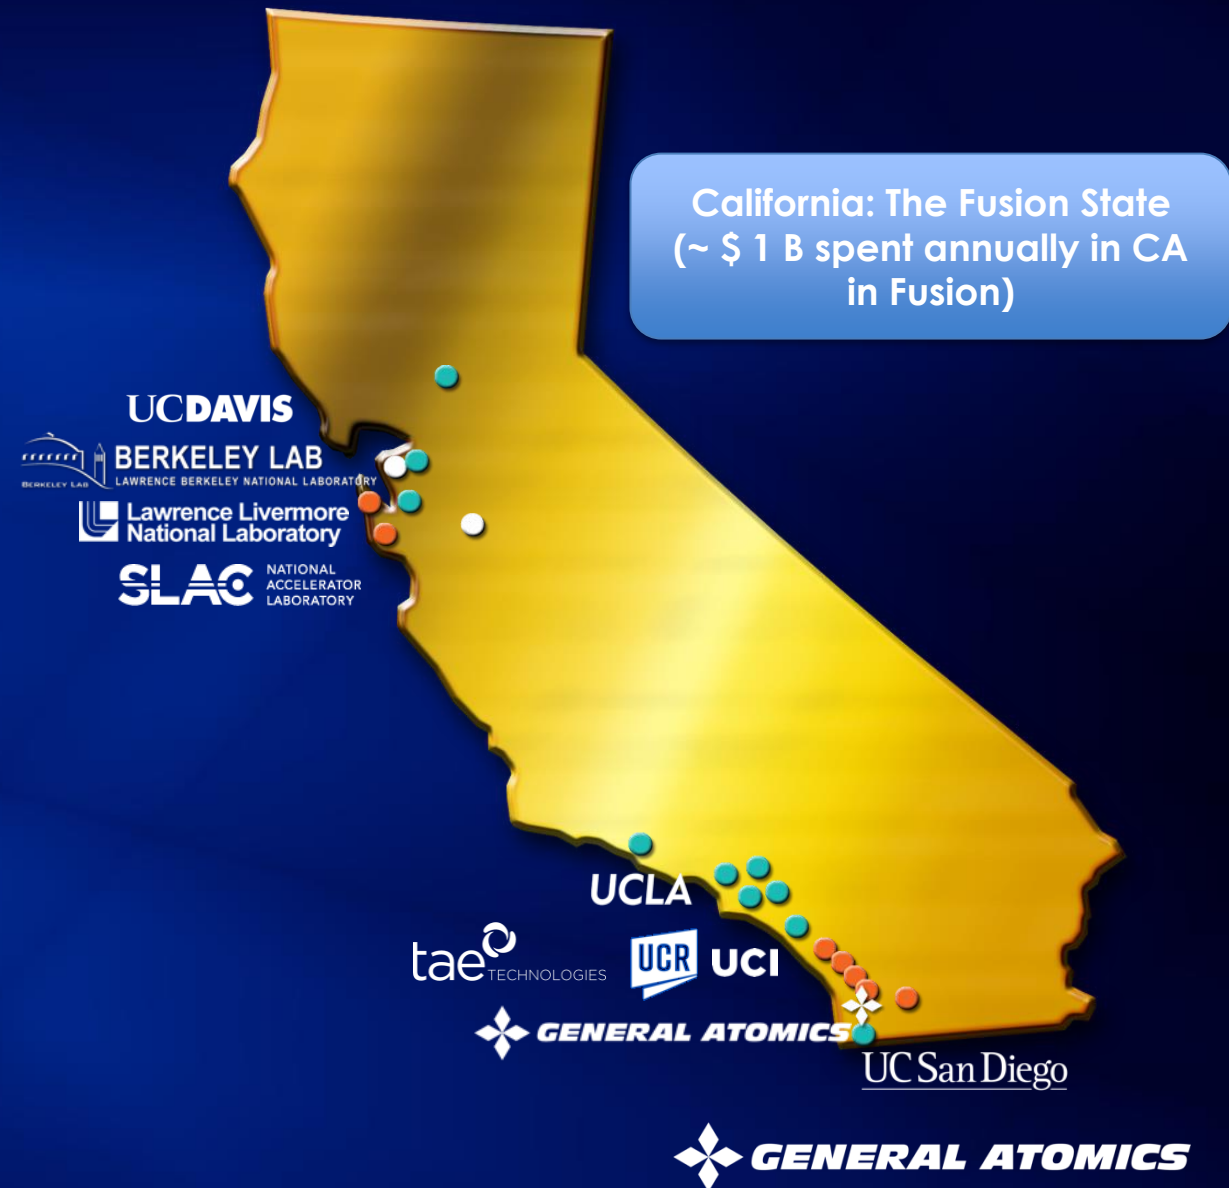 California: The Fusion State
(~ $ 1 B spent annually in CA
in Fusion)
UCDAVIS
BERKELEY LAB
LAWRENCE BERKELEY NATIONAL LABORATORY
BERKELEY LAB
Lawrence Livermore
National Laboratory
SLAC NATIONAL
ACCELERATOR
LABORATORY
UCLA
tae TECHNOLOGIES
UCR UCI
GENERAL ATOMICS
UC San Diego
GENERAL ATOMICS